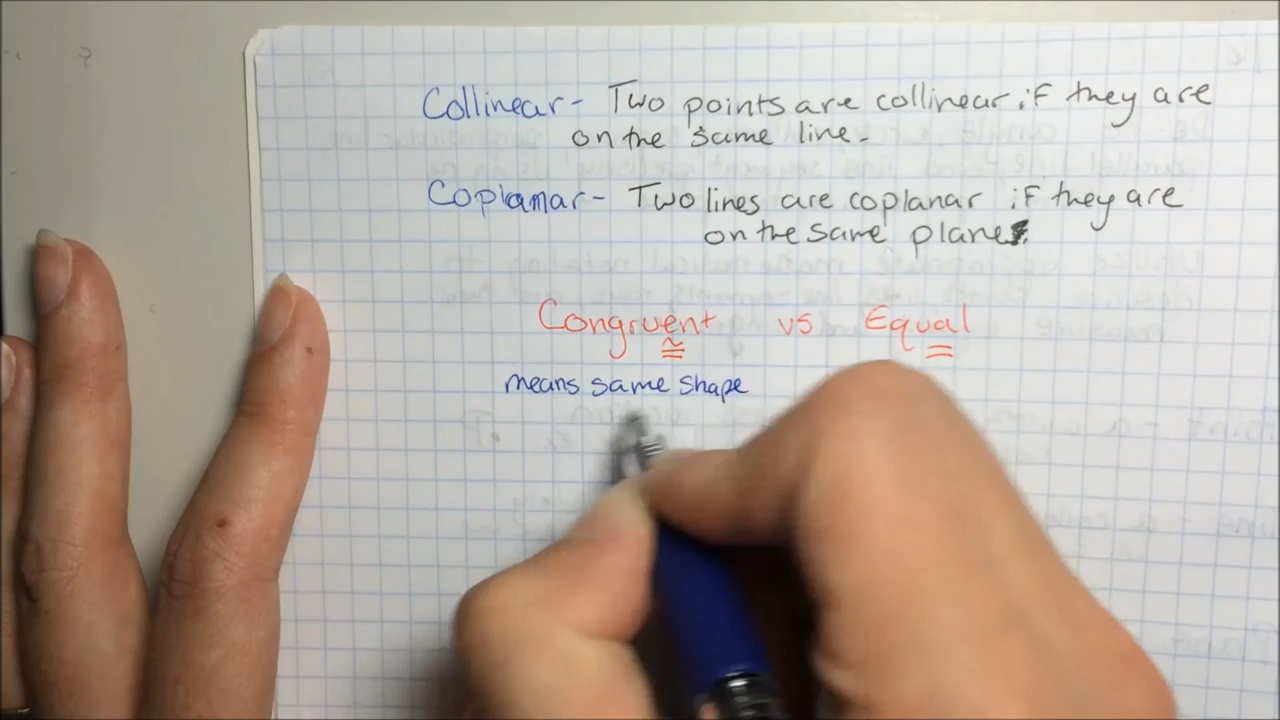 Collinear - Two points are collinear if they are
on the same line.
Coplanar - Two lines are coplanar if they are
on the same plane.
Congruent vs Equal
≅ =
means same shape